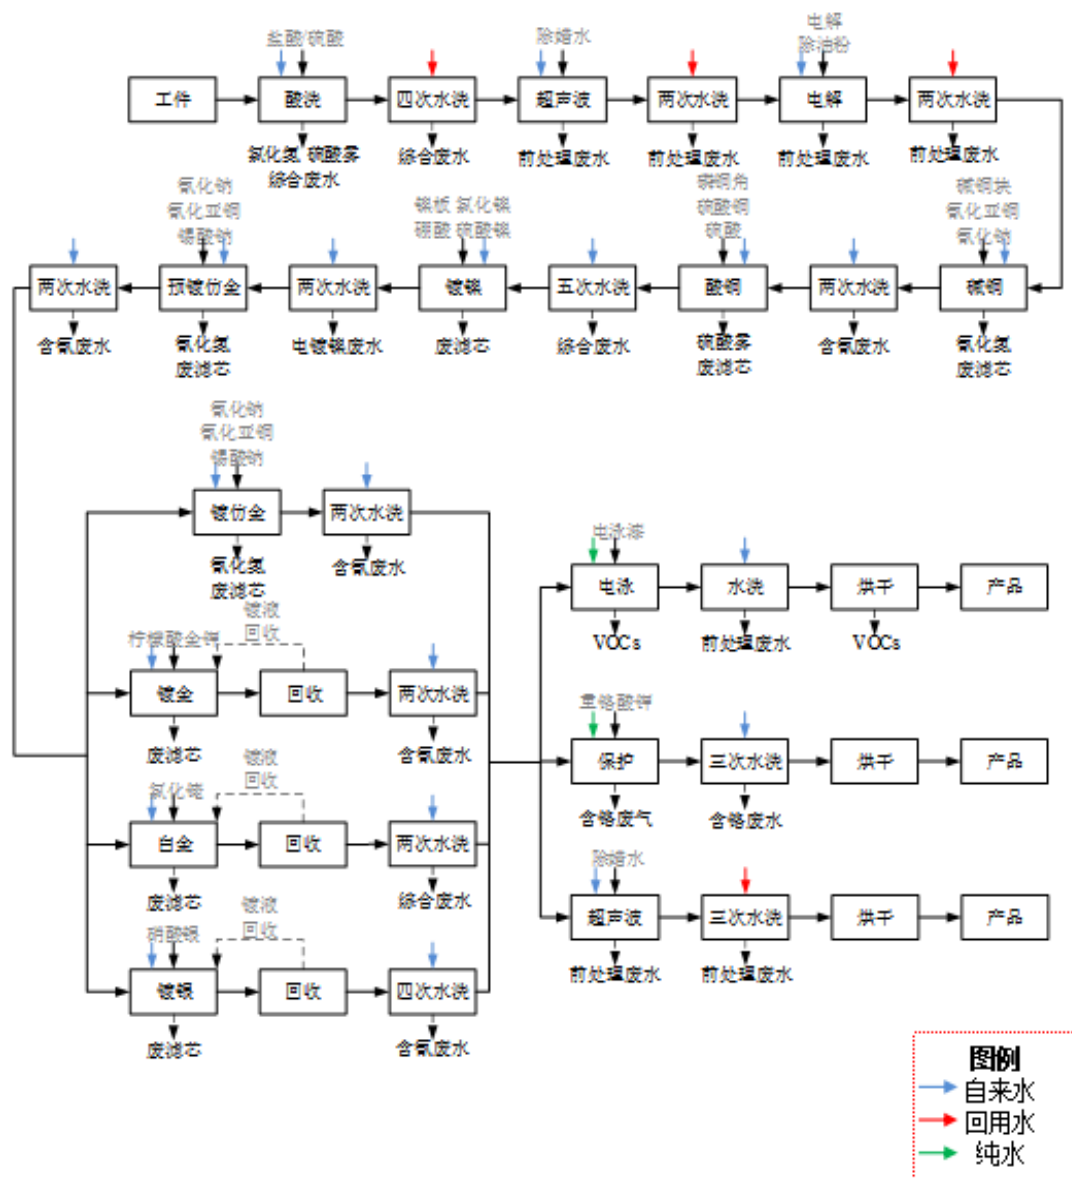 盐酸/硫酸
除蜡水
电解
除油粉
工件
酸洗
四次水洗
超声波
两次水洗
电解
两次水洗
氯化氢 硫酸雾
综合废水
综合废水
前处理废水
前处理废水
前处理废水
前处理废水
氰化钠
氰化亚铜
锡酸钠
镍板 氯化镍
硼酸 硫酸镍
磷铜角
硫酸铜
硫酸
碱铜块
氰化亚铜
氰化钠
两次水洗
预镀仿金
两次水洗
镀镍
五次水洗
酸铜
两次水洗
碱铜
含氰废水
氰化氢
废滤芯
电镀镍废水
废滤芯
综合废水
硫酸雾
废滤芯
含氰废水
氰化氢
废滤芯
氰化钠
氰化亚铜
锡酸钠
镀仿金
两次水洗
氰化氢
废滤芯
含氰废水
镀液
回收
柠檬酸金钾
镀金
回收
两次水洗
废滤芯
含氰废水
镀液
回收
氯化铑
白金
回收
两次水洗
废滤芯
综合废水
镀液
回收
硝酸银
镀银
回收
四次水洗
废滤芯
含氰废水
电泳漆
电泳
水洗
烘干
产品
VOCs
前处理废水
VOCs
重铬酸钾
保护
三次水洗
烘干
产品
含铬废气
含铬废水
除蜡水
超声波
三次水洗
烘干
产品
前处理废水
前处理废水
图例
自来水
回用水
纯水